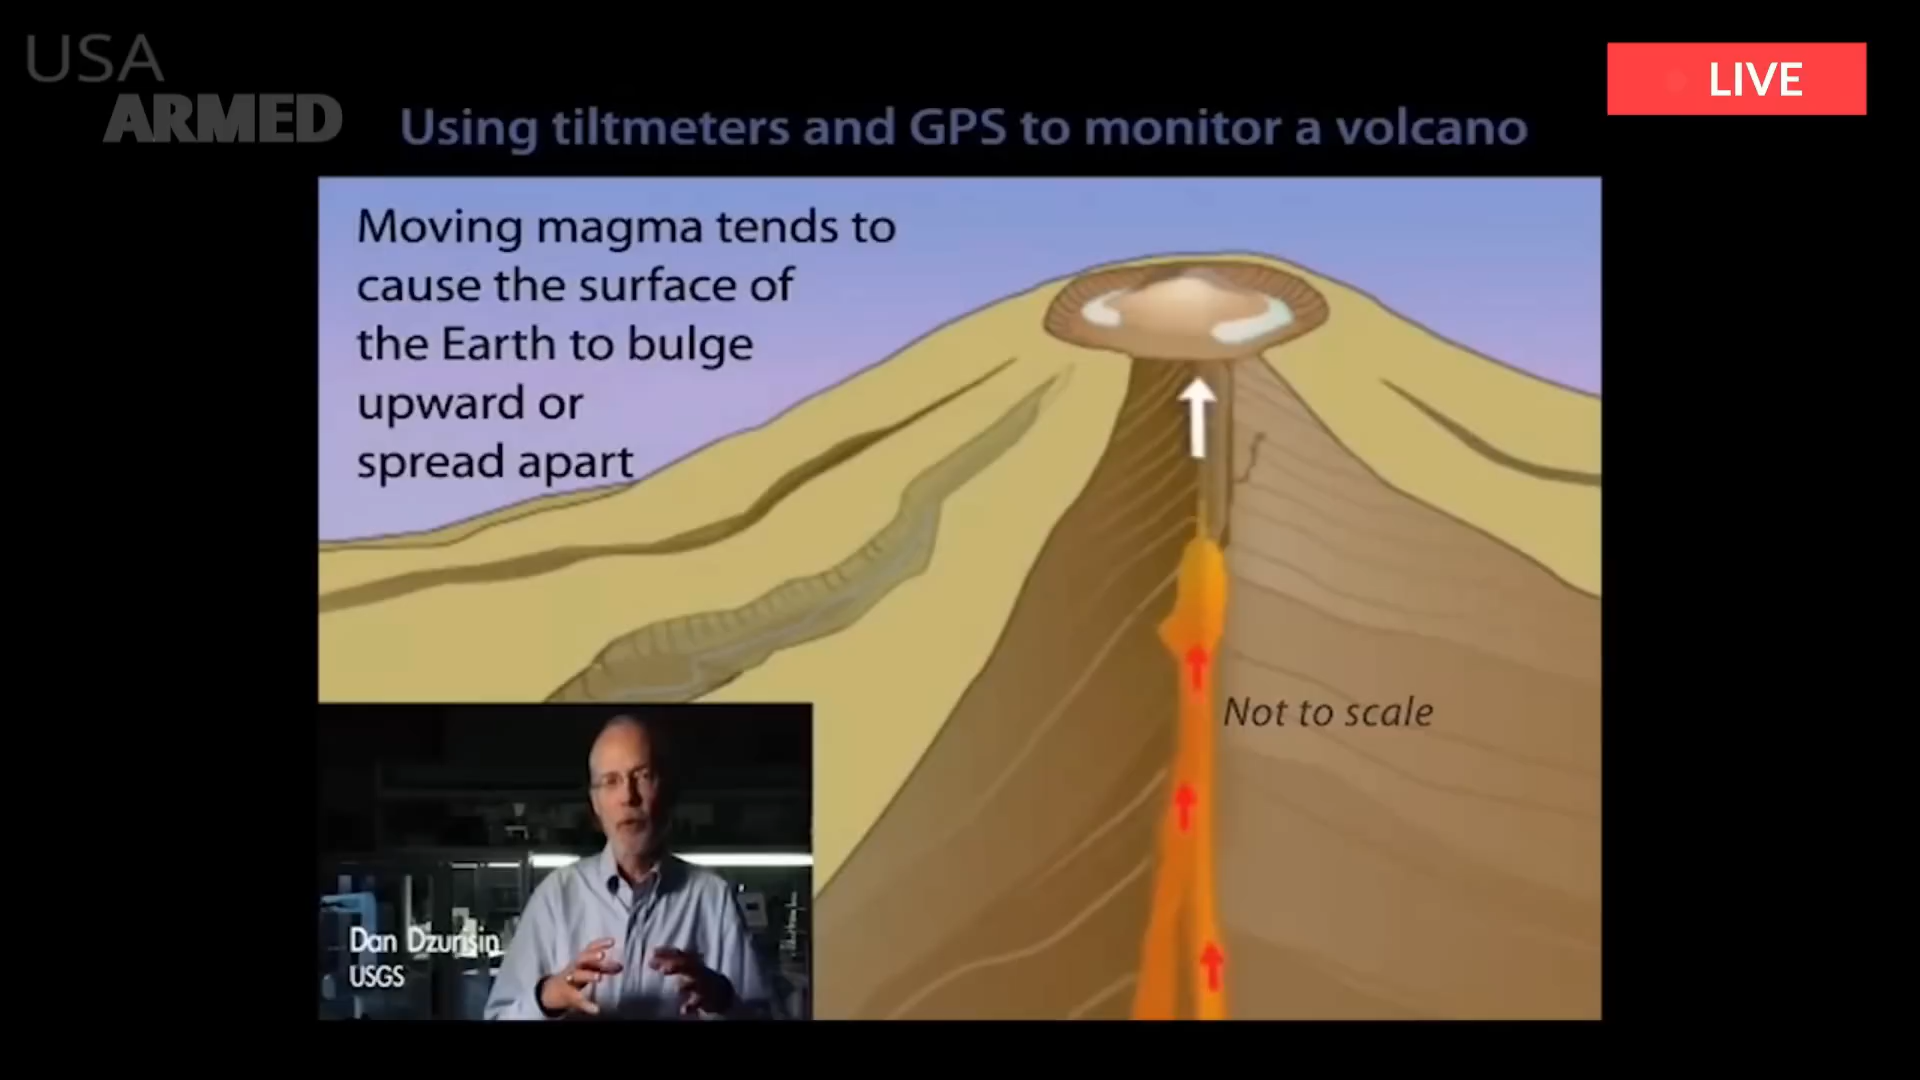 USA
ARMED
LIVE
Using tiltmeters and GPS to monitor a volcano
Moving magma tends to
cause the surface of
the Earth to bulge
upward or
spread apart
Not to scale
Dan Dzurisin
USGS